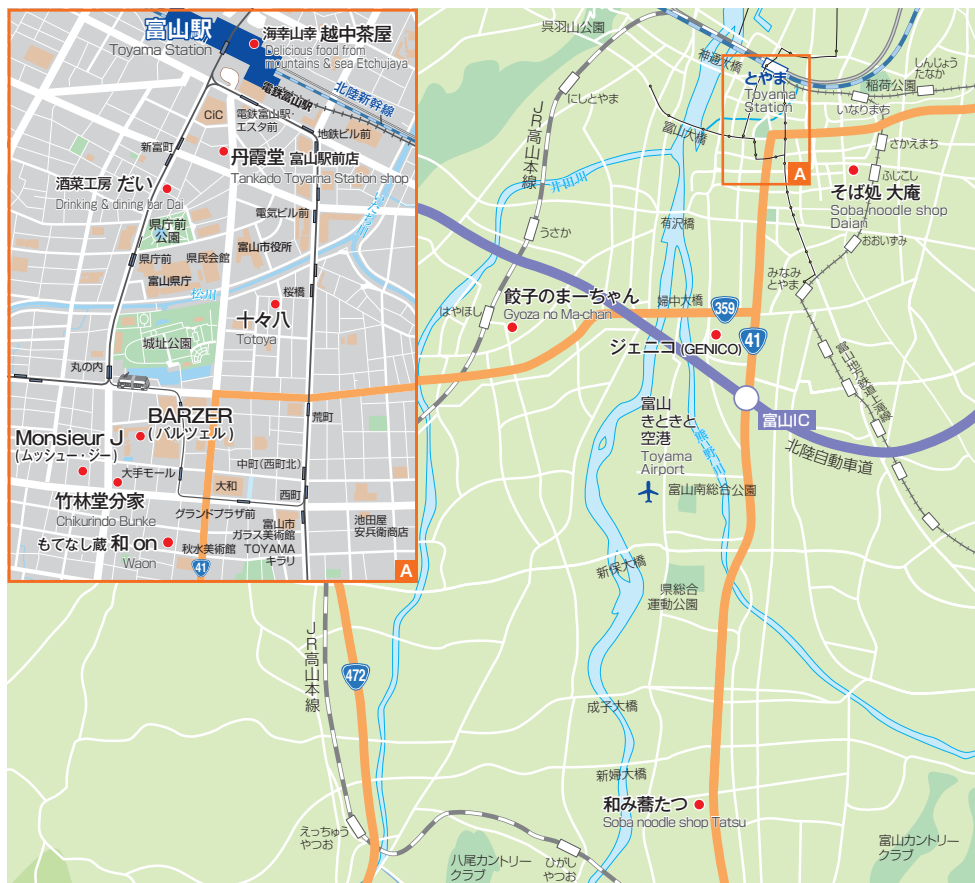 富山駅
Toyama Station
海幸山幸 越中茶屋
Delicious food from
mountains & sea Etchujaya
電鉄富山駅
北陸新幹線
CiC
電鉄富山駅・
エスタ前
地鉄ビル前
新富町
丹霞堂 富山駅前店
Tankado Toyama Station shop
酒菜工房 だい
Drinking & dining bar Dai
電気ビル前
県庁前
公園
富山市役所
県庁前
県民会館
富山県庁
松川
桜橋
十々八
Totoya
城址公園
丸の内
BARZER
(バルツェル)
荒町
Monsieur J
(ムッシュー・ジー)
大手モール
中町(西町北)
大和
西町
竹林堂分家
Chikurindo Bunke
グランドプラザ前
富山市
ガラス美術館
TOYAMA
キラリ
池田屋
安兵衛商店
もてなし蔵 和 on
Waon
秋水美術館
41
A
呉羽山公園
神通大橋
とやま
Toyama
Station
しんじょう
たなか
稲荷公園
いなりまち
JR高山本線
にしとやま
富山大橋
さかえまち
A
ふじこし
そば処 大庵
Soba noodle shop
Daian
井田川
有沢橋
おおいずみ
うさか
みなみ
とやま
餃子のまーちゃん
Gyoza no Ma-chan
はやほし
婦中大橋
359
ジェニコ (GENICO)
41
富山地方鉄道上滝線
富山IC
北陸自動車道
富山
きときと
空港
Toyama
Airport
熊野川
富山南総合公園
新保大橋
県総合
運動公園
JR高山本線
472
成子大橋
新婦大橋
和み蕎たつ
Soba noodle shop Tatsu
えっちゅう
やつお
八尾カントリー
クラブ
ひがし
やつお
富山カントリー
クラブ